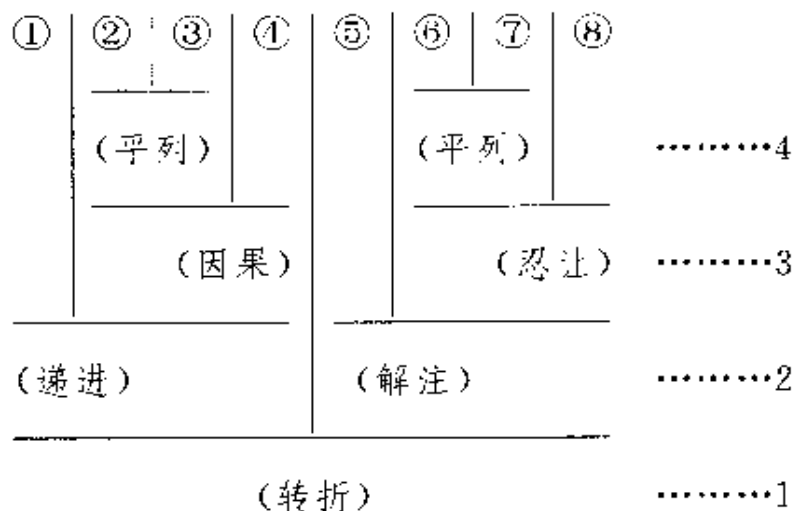 ① ② ③ ④ ⑤ ⑥ ⑦ ⑧
(平列) (平列) ………4
(因果) (忍让) ………3
(递进) (解注) ………2
(转折) ………1